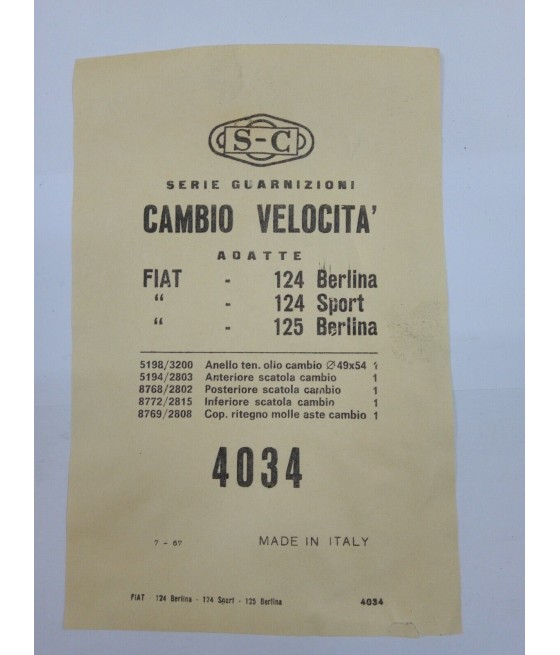 S-C
SERIE GUARNIZIONI
CAMBIO VELOCITA'
ADATTE
FIAT - 124 Berlina
“ - 124 Sport
“ - 125 Berlina
5198/3200 Anello ten. olio cambio Ø 49x54 1
5194/2803 Anteriore scatola cambio 1
8768/2802 Posteriore scatola cambio 1
8772/2815 Inferiore scatola cambio 1
8769/2808 Cop. ritegno molle aste cambio 1
4034
7 - 67 MADE IN ITALY
FIAT 124 Berlina - 124 Sport - 125 Berlina 4034